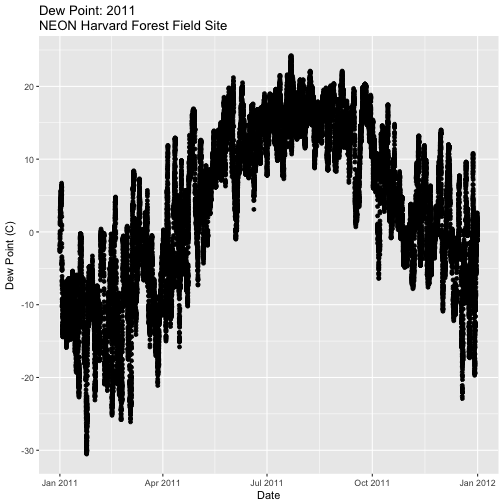 Dew Point: 2011
NEON Harvard Forest Field Site
Dew Point (C)
20
10
0
-10
-20
-30
Jan 2011 Apr 2011 Jul 2011 Oct 2011 Jan 2012
Date